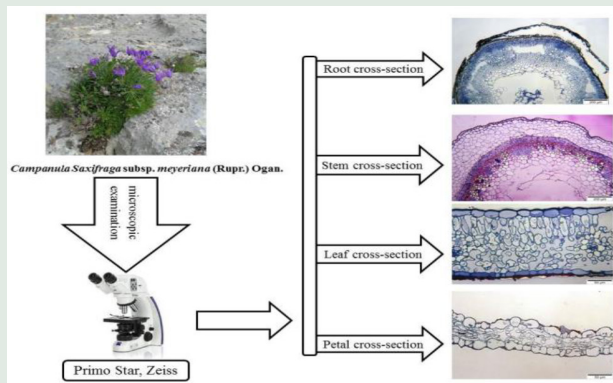 Campanula Saxifraga subsp. meyeriana (Rupr.) Ogan.
microscopic
examination
Primo Star, Zeiss
Root cross-section
Stem cross-section
Leaf cross-section
Petal cross-section